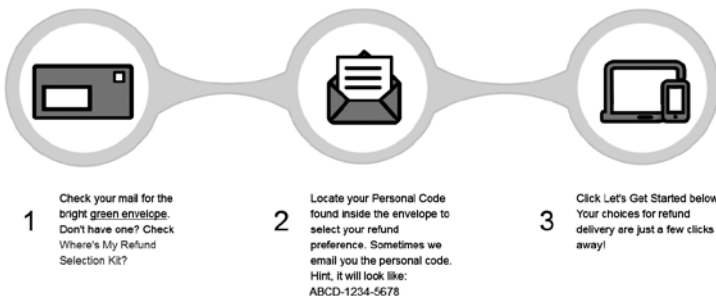 1
Check your mail for the
bright green envelope.
Don't have one? Check
Where's My Refund
Selection Kit?
2
Locate your Personal Code
found inside the envelope to
select your refund
preference. Sometimes we
email you the personal code.
Hint, it will look like:
ABCD-1234-5678
3
Click Let's Get Started below
Your choices for refund
delivery are just a few clicks
away!